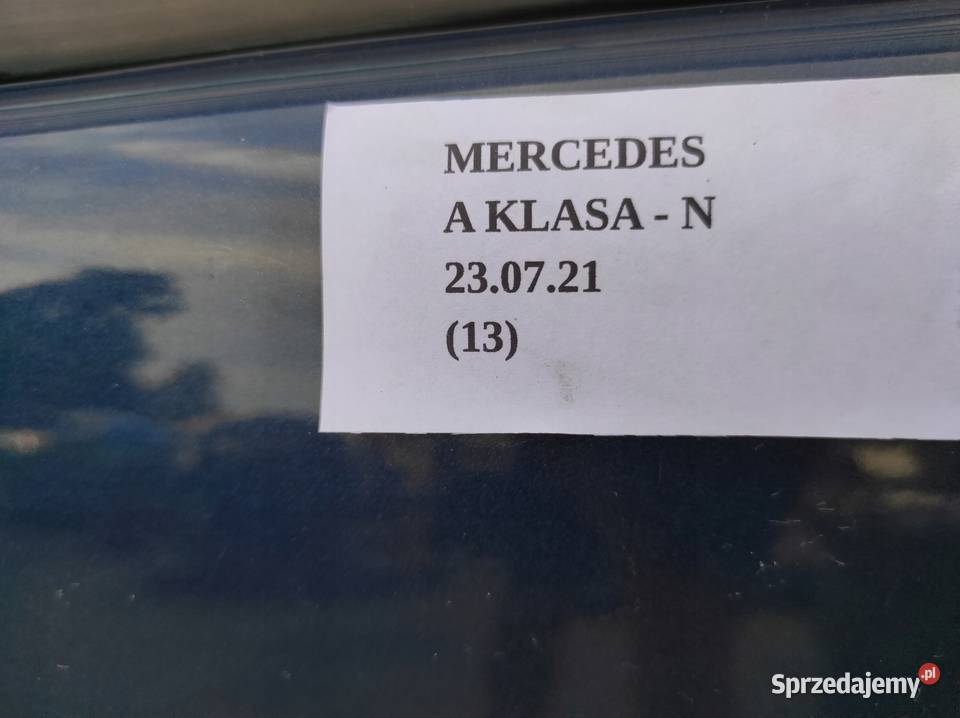 MERCEDES
A KLASA - N
23.07.21
(13)
Sprzedajemy.pl